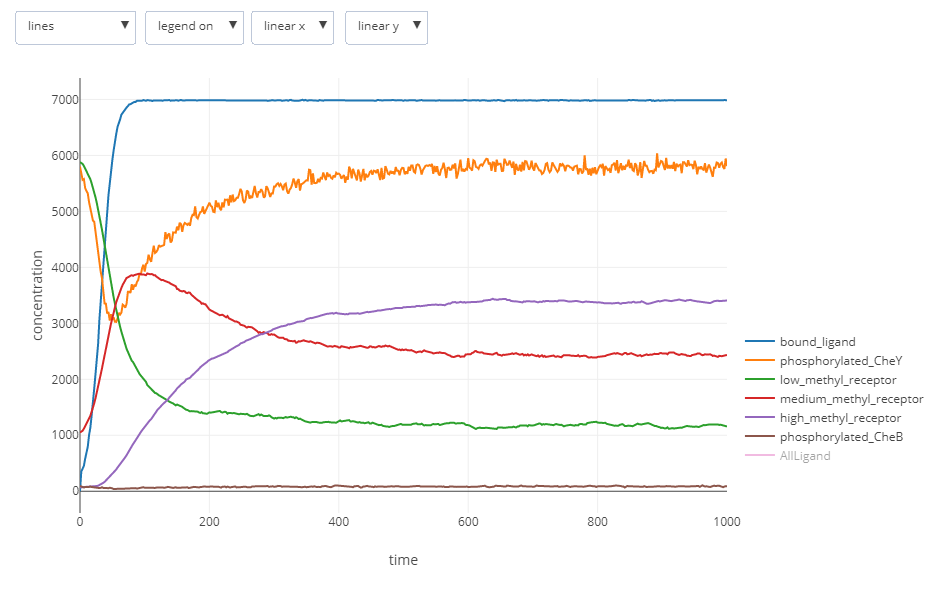 lines ▼ legend on ▼ linear x ▼ linear y ▼
7000
6000
5000
4000
3000
2000
1000
0
concentration
0 200 400 600 800 1000
time
bound_ligand
phosphorylated_CheY
low_methyl_receptor
medium_methyl_receptor
high_methyl_receptor
phosphorylated_CheB
AllLigand